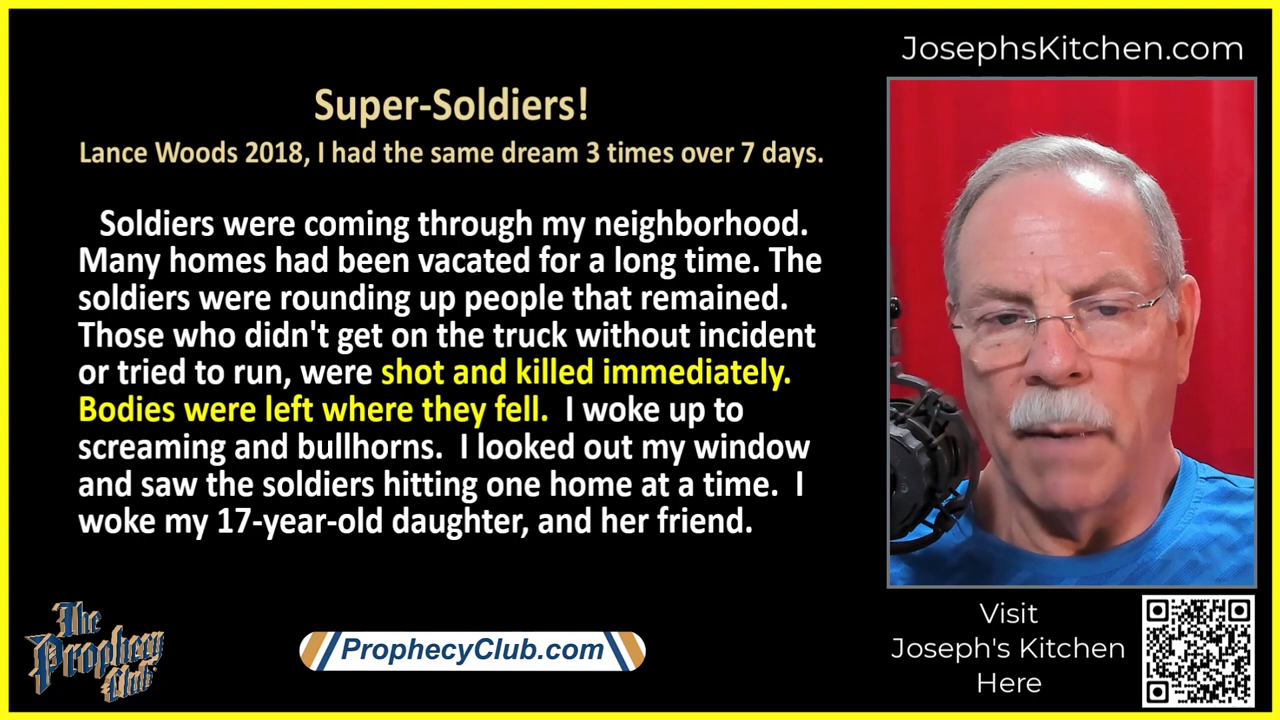 JosephsKitchen.com
Super-Soldiers!
Lance Woods 2018, I had the same dream 3 times over 7 days.
Soldiers were coming through my neighborhood.
Many homes had been vacated for a long time. The
soldiers were rounding up people that remained.
Those who didn't get on the truck without incident
or tried to run, were shot and killed immediately.
Bodies were left where they fell. I woke up to
screaming and bullhorns. I looked out my window
and saw the soldiers hitting one home at a time. I
woke my 17-year-old daughter, and her friend.
The
Prophecy
Club
ProphecyClub.com
Visit
Joseph's Kitchen
Here